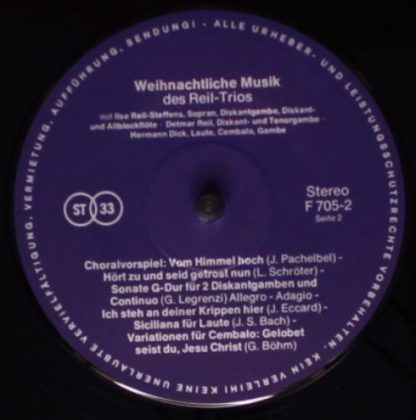 Weihnachtliche Musik
des Reil-Trios
mit Ilse Reil-Steffens, Sopran, Diskantgambe, Diskant-
und Altblockflöte · Detmar Reil, Diskant- und Tenorgambe ·
Hermann Dick, Laute, Cembalo, Gambe
ST 33
Stereo
F 705-2
Seite 2
Choralvorspiel: Vom Himmel hoch (J. Pachelbel) -
Hört zu und seid getrost nun (L. Schröter) -
Sonate G-Dur für 2 Diskantgamben und
Continuo (G. Legrenzi) Allegro - Adagio -
Ich steh an deiner Krippen hier (J. Eccard) -
Siciliana für Laute (J. S. Bach) -
Variationen für Cembalo: Gelobet
seist du, Jesu Christ (G. Böhm)
ALLE URHEBER- UND LEISTUNGSSCHUTZRECHTE VORBEHALTEN · KEIN VERLEIH! KEINE UNERLAUBTE VERVIELFÄLTIGUNG, VERMIETUNG, AUFFÜHRUNG, SENDUNG! ·